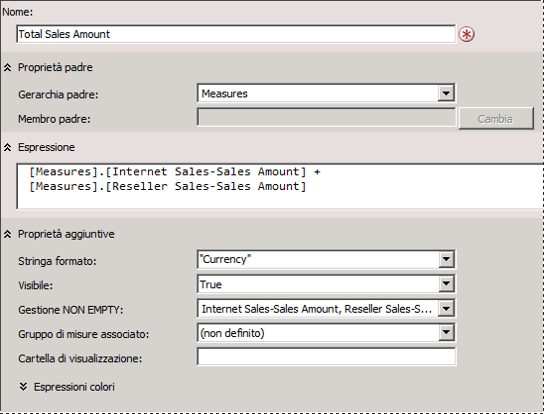 Nome:
Total Sales Amount
Proprietà padre
Gerarchia padre: Measures
Membro padre: Cambia
Espressione
[Measures].[Internet Sales-Sales Amount] +
[Measures].[Reseller Sales-Sales Amount]
Proprietà aggiuntive
Stringa formato: "Currency"
Visibile: True
Gestione NON EMPTY: Internet Sales-Sales Amount, Reseller Sales-S...
Gruppo di misure associato: (non definito)
Cartella di visualizzazione:
Espressioni colori